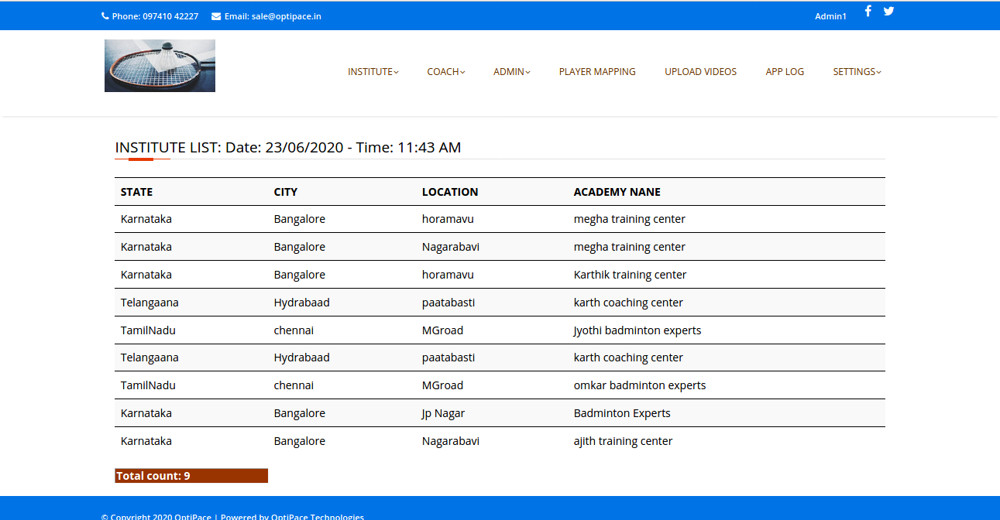 Phone: 097410 42227 Email: sale@optipace.in Admin1
INSTITUTE COACH ADMIN PLAYER MAPPING UPLOAD VIDEOS APP LOG SETTINGS
INSTITUTE LIST: Date: 23/06/2020 - Time: 11:43 AM
STATE CITY LOCATION ACADEMY NANE
Karnataka Bangalore horamavu megha training center
Karnataka Bangalore Nagarabavi megha training center
Karnataka Bangalore horamavu Karthik training center
Telangaana Hydrabaad paatabasti karth coaching center
TamilNadu chennai MGroad Jyothi badminton experts
Telangaana Hydrabaad paatabasti karth coaching center
TamilNadu chennai MGroad omkar badminton experts
Karnataka Bangalore Jp Nagar Badminton Experts
Karnataka Bangalore Nagarabavi ajith training center
Total count: 9
© Copyright 2020 OptiPace | Powered by OptiPace Technologies